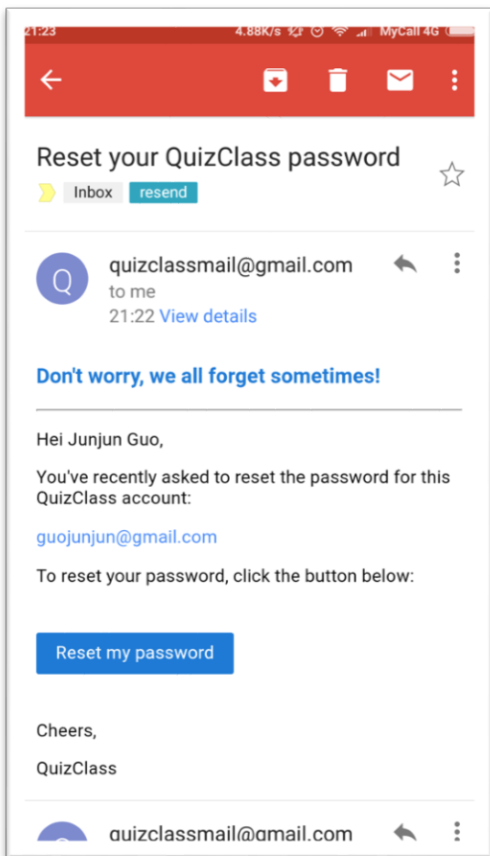 21:23 4.88K/s MyCall 4G
Reset your QuizClass password
Inbox resend
Q quizclassmail@gmail.com
to me
21:22 View details
Don't worry, we all forget sometimes!
Hei Junjun Guo,
You've recently asked to reset the password for this
QuizClass account:
guojunjun@gmail.com
To reset your password, click the button below:
Reset my password
Cheers,
QuizClass
quizclassmail@gmail.com